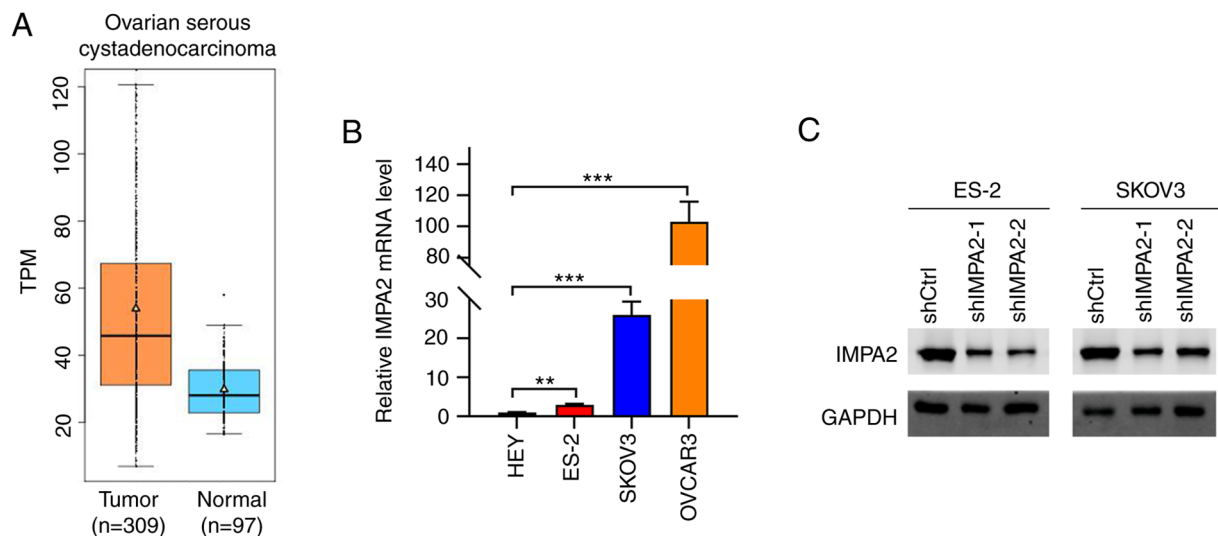 A
Ovarian serous
cystadenocarcinoma
TPM
120
100
80
60
40
20
Tumor
(n=309)
Normal
(n=97)
B
Relative IMPA2 mRNA level
140
120
100
80
30
20
10
0
***
***
**
HEY
ES-2
SKOV3
OVCAR3
C
ES-2
SKOV3
shCtrl
shIMPA2-1
shIMPA2-2
shCtrl
shIMPA2-1
shIMPA2-2
IMPA2
GAPDH